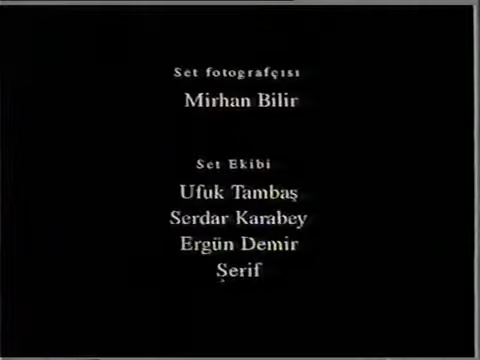 Set fotografçısı
Mirhan Bilir
Set Ekibi
Ufuk Tambaş
Serdar Karabey
Ergün Demir
Şerif